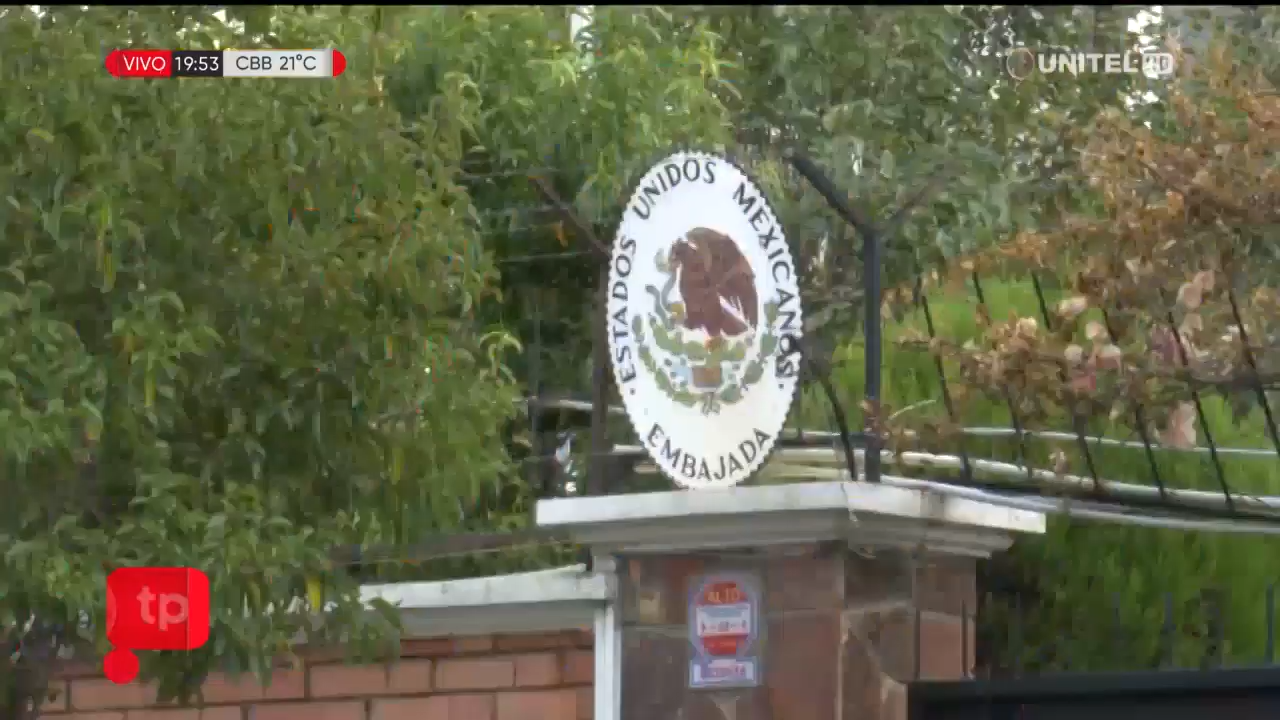 VIVO 19:53 CBB 21°C
UNITEL HD
ESTADOS UNIDOS MEXICANOS
EMBAJADA
ALTO
tp